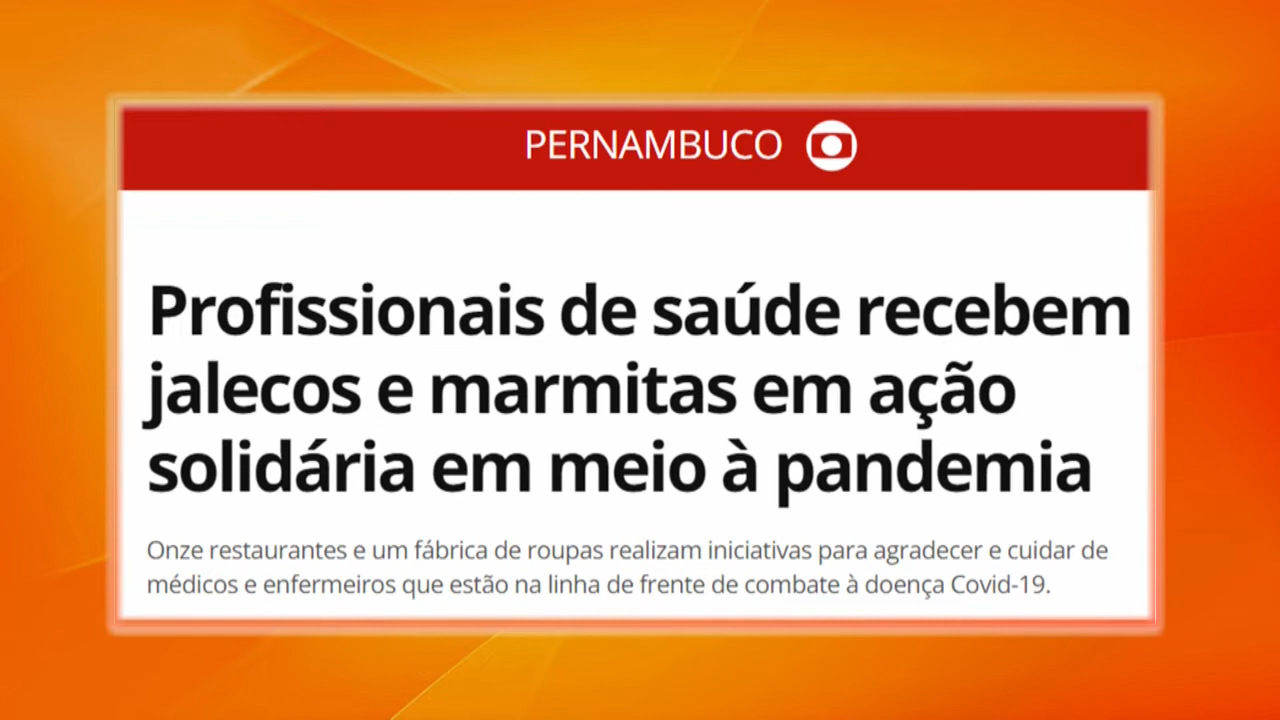 PERNAMBUCO
Profissionais de saúde recebem
jalecos e marmitas em ação
solidária em meio à pandemia
Onze restaurantes e um fábrica de roupas realizam iniciativas para agradecer e cuidar de
médicos e enfermeiros que estão na linha de frente de combate à doença Covid-19.